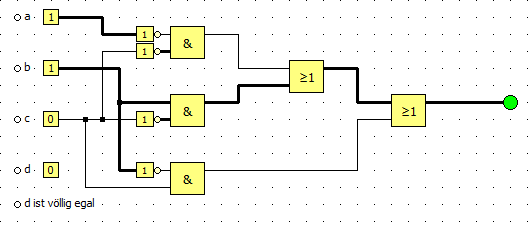 a 1 1 &
1
≥1
b 1
& ≥1
c 0 1
d 0 1 &
d ist völlig egal